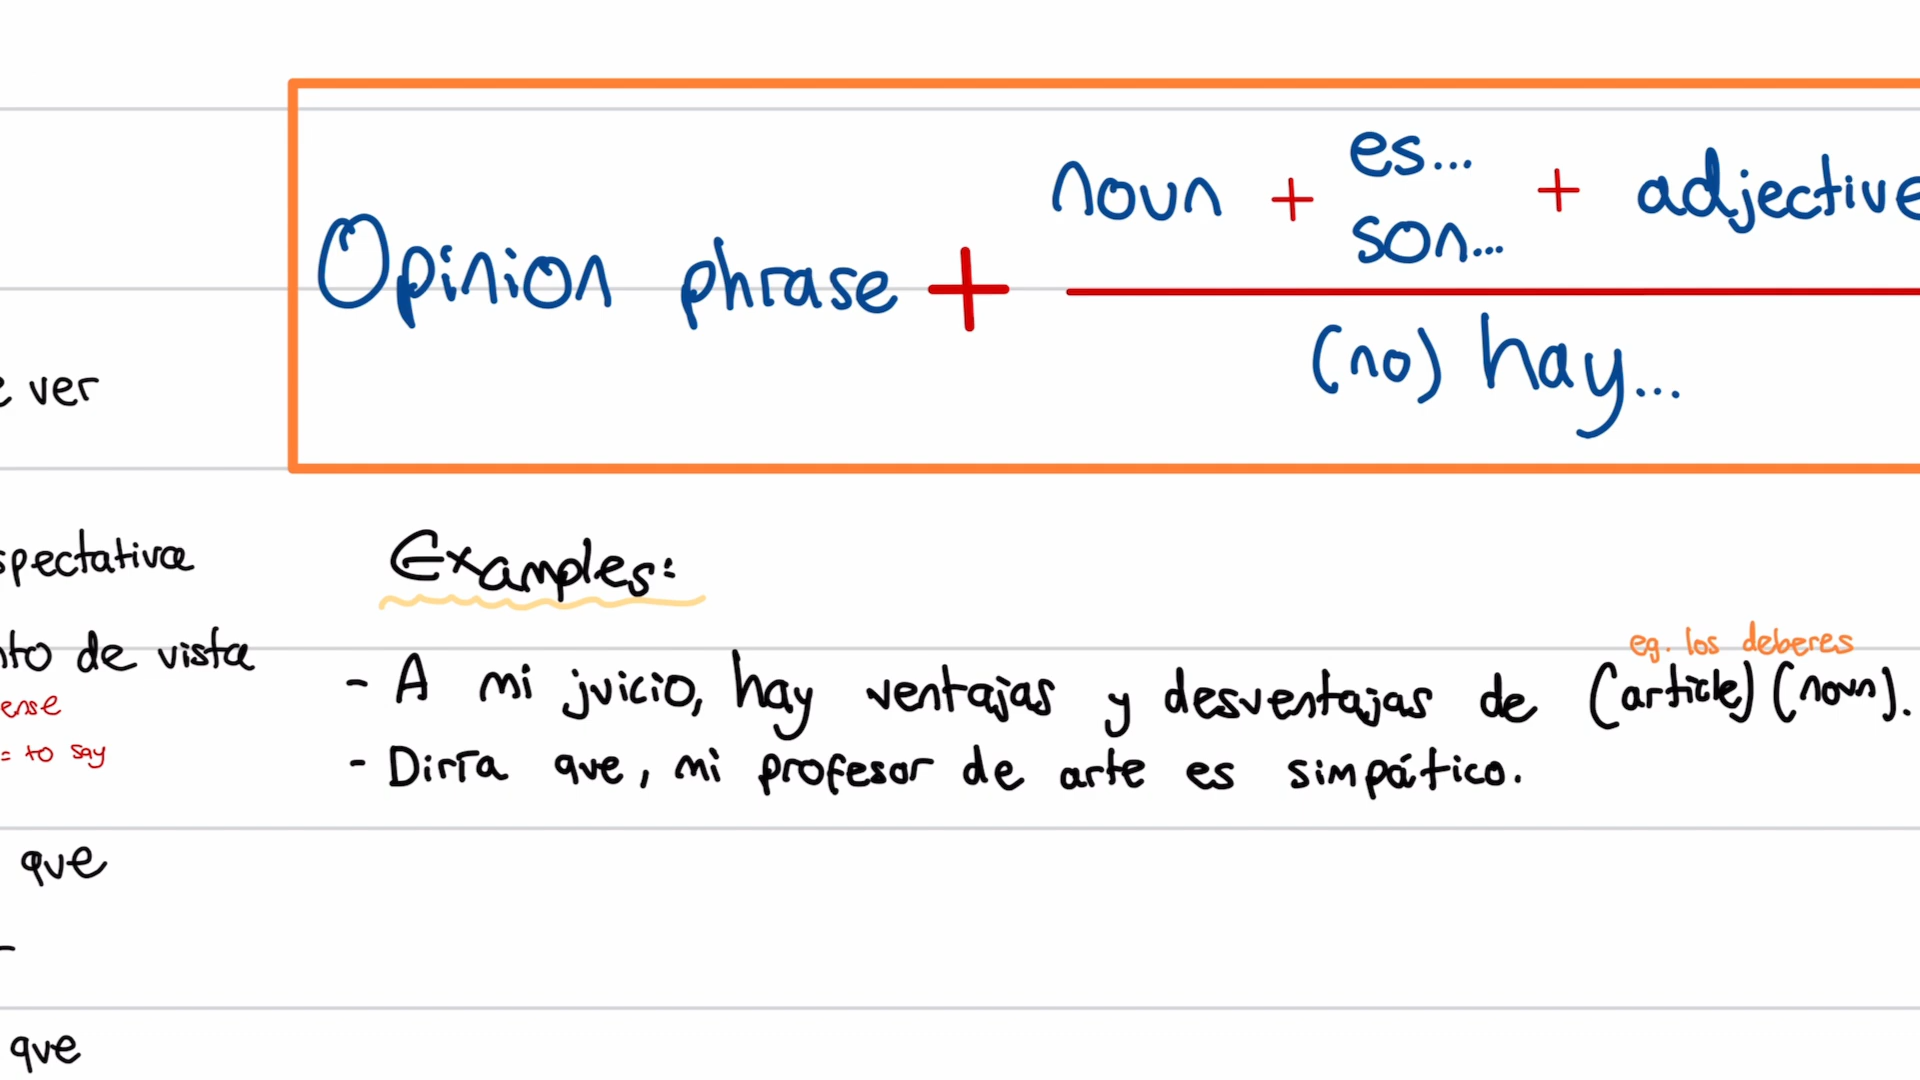 noun + es... + adjective
son...
Opinion phrase +
(no) hay...
ver
spectativa
Examples:
eg. los deberes
nto de vista
- A mi juicio, hay ventajas y desventajas de (article) (noun).
ense
= to say
- Diría que, mi profesor de arte es simpático.
que
que